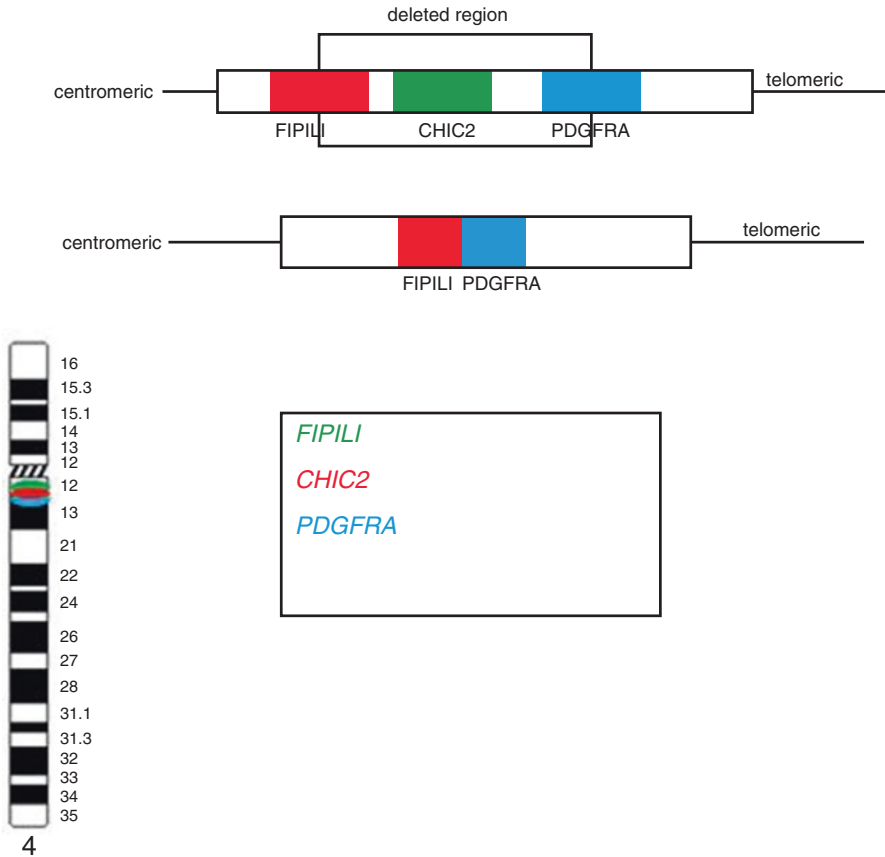 deleted region
centromeric
telomeric
FIPILI CHIC2 PDGFRA
centromeric
telomeric
FIPILI PDGFRA
16
15.3
15.1
14
13
12
12
13
21
22
24
26
27
28
31.1
31.3
32
33
34
35
4
FIPILI
CHIC2
PDGFRA